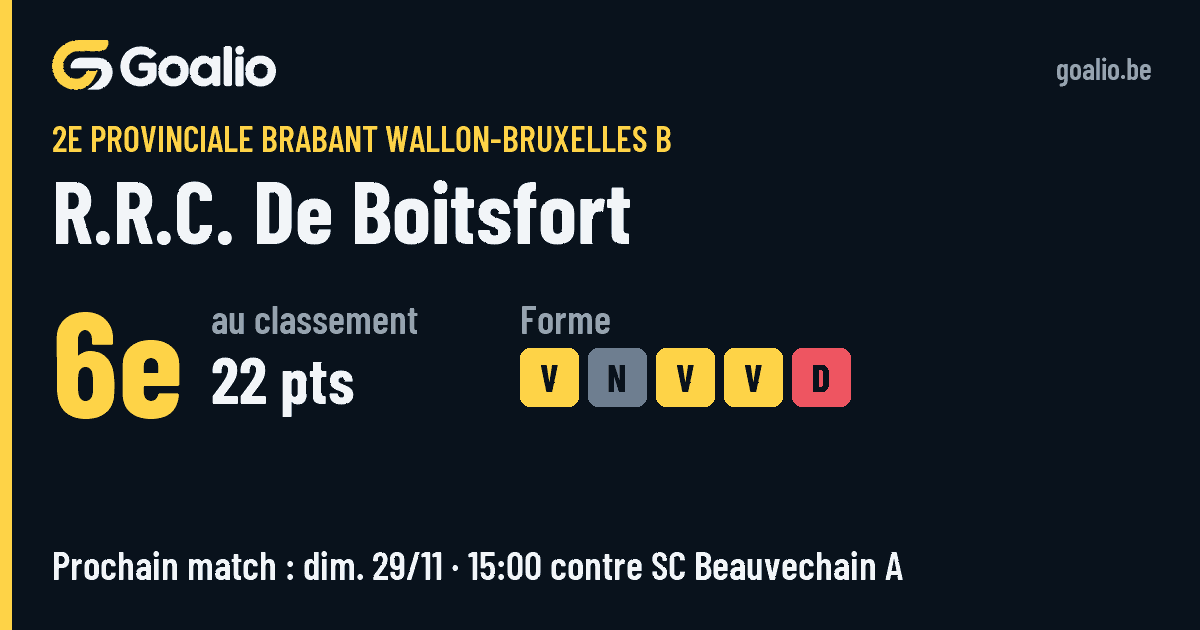 Goalio
goalio.be
2E PROVINCIALE BRABANT WALLON-BRUXELLES B
R.R.C. De Boitsfort
6e
au classement
22 pts
Forme
V N V V D
Prochain match : dim. 29/11 · 15:00 contre SC Beauvechain A